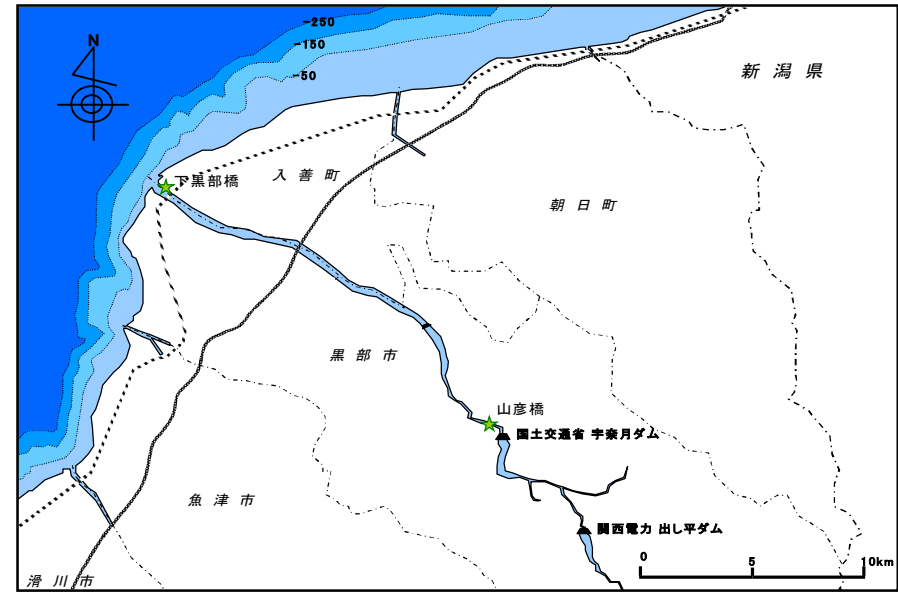 -250
-150
-50
N
新潟県
下黒部橋
入善町
朝日町
黒部市
山彦橋
国土交通省 宇奈月ダム
魚津市
関西電力 出し平ダム
0 5 10km
滑川市